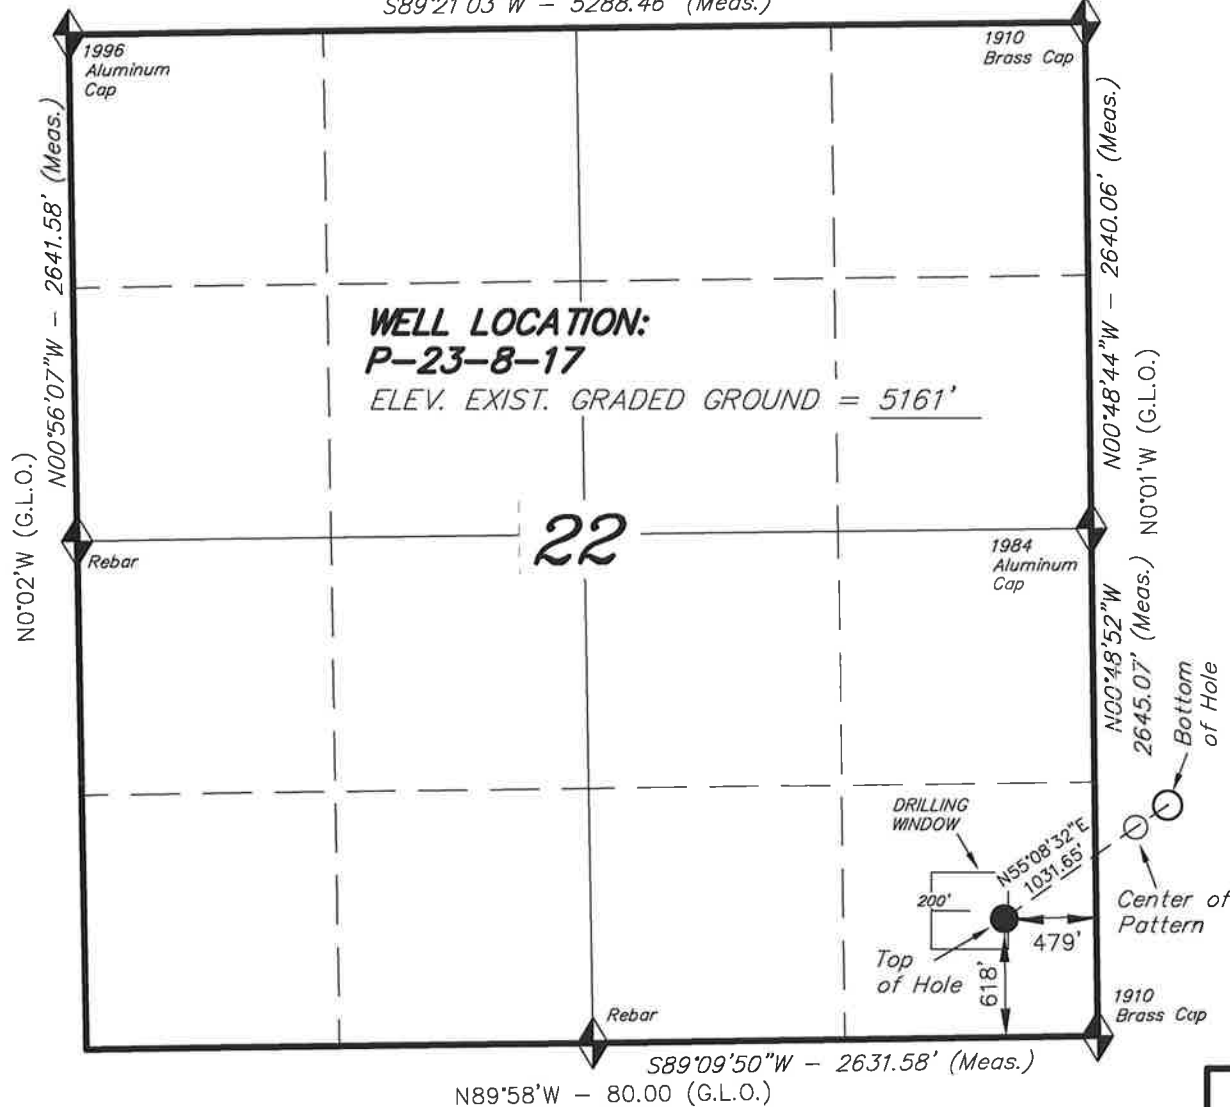 S89°21'03"W – 5288.46' (Meas.)
1996
Aluminum
Cap
1910
Brass Cap
N00°56'07"W – 2641.58' (Meas.)
N0°02'W (G.L.O.)
N00°48'44"W – 2640.06' (Meas.)
N0°01'W (G.L.O.)
WELL LOCATION:
P–23–8–17
ELEV. EXIST. GRADED GROUND = 5161'
22
Rebar
1984
Aluminum
Cap
N00°48'52"W
2645.07' (Meas.)
Bottom
of Hole
DRILLING
WINDOW
N55°08'32"E
1031.65'
200'
Center of
Pattern
479'
Top
of Hole
618'
Rebar
1910
Brass Cap
S89°09'50"W – 2631.58' (Meas.)
N89°58'W – 80.00 (G.L.O.)